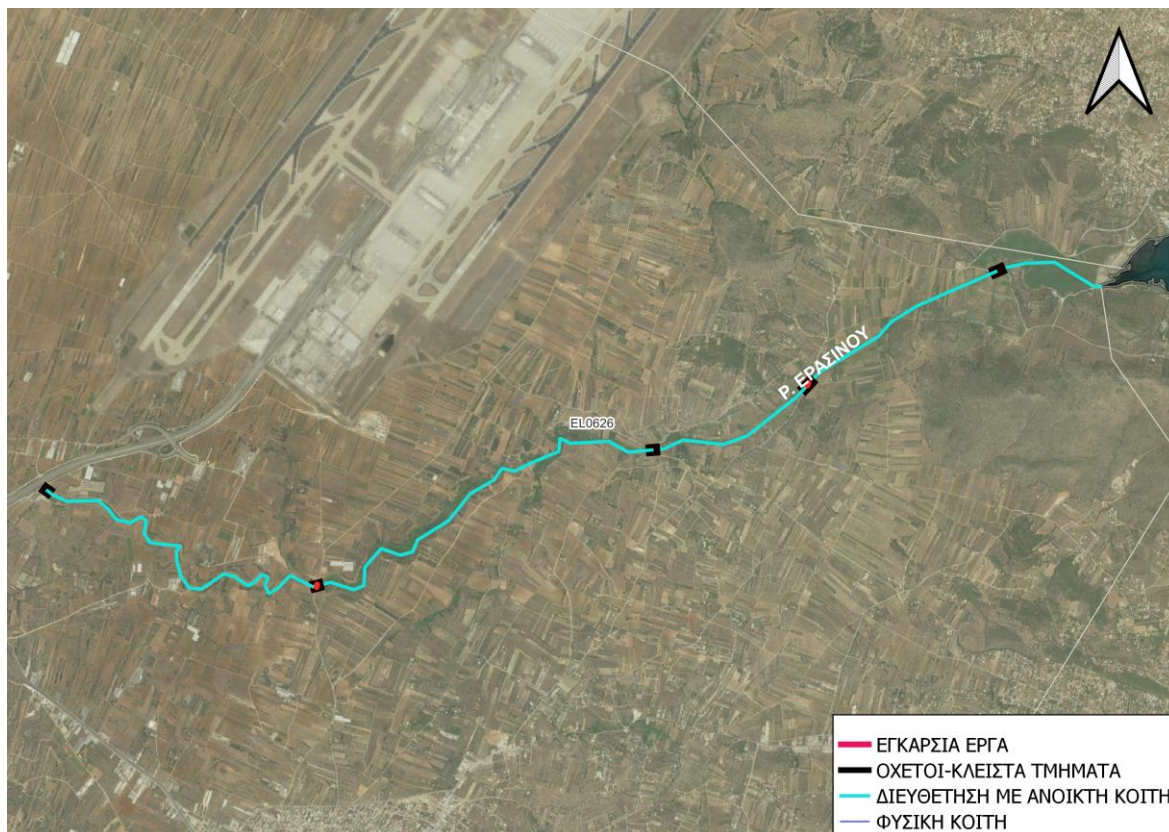 Ρ. ΕΡΑΣΙΝΟΥ
EL0626
ΕΓΚΑΡΣΙΑ ΕΡΓΑ
ΟΧΕΤΟΙ-ΚΛΕΙΣΤΑ ΤΜΗΜΑΤΑ
ΔΙΕΥΘΕΤΗΣΗ ΜΕ ΑΝΟΙΚΤΗ ΚΟΙΤΗ
ΦΥΣΙΚΗ ΚΟΙΤΗ